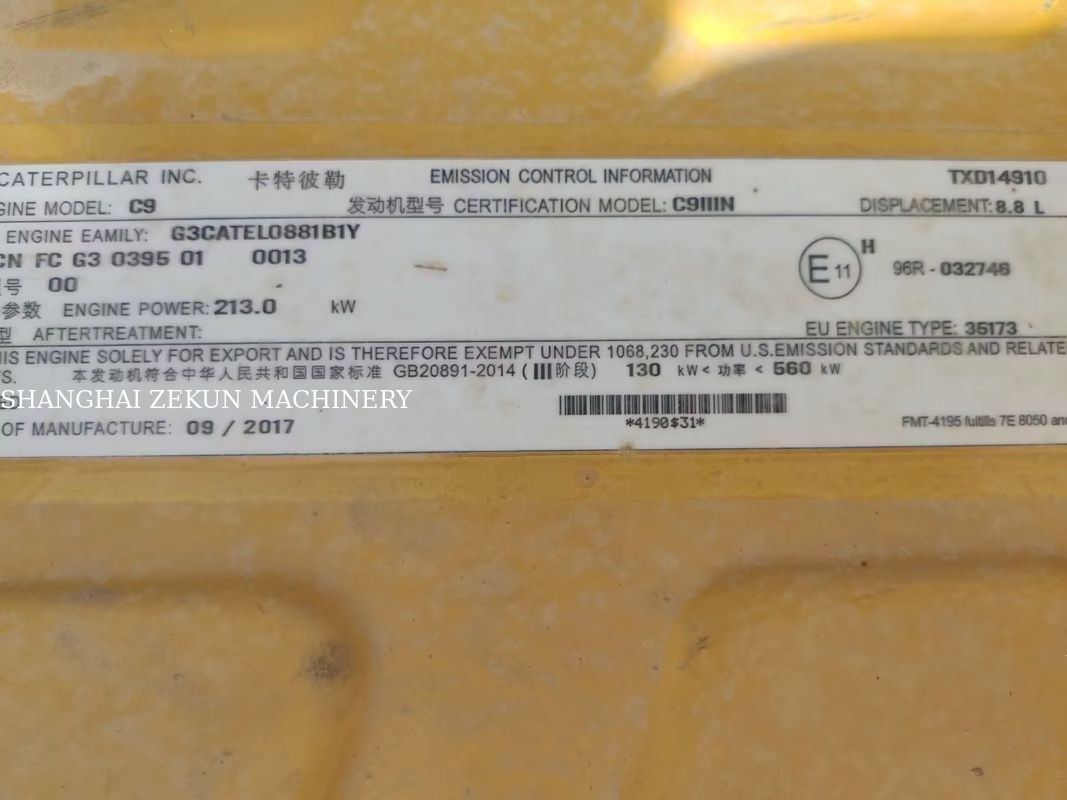 CATERPILLAR INC. 卡特彼勒 EMISSION CONTROL INFORMATION TXD14910
GINE MODEL: C9 发动机型号 CERTIFICATION MODEL: C9IIIN DISPLACEMENT: 8.8 L
ENGINE EAMILY: G3CATEL0881B1Y
CN FC G3 0395 01 0013
E 11 H 96R - 032746
型号 00
参数 ENGINE POWER: 213.0 kW
型 AFTERTREATMENT:
EU ENGINE TYPE: 35173
HIS ENGINE SOLELY FOR EXPORT AND IS THEREFORE EXEMPT UNDER 1068,230 FROM U.S.EMISSION STANDARDS AND RELATE
TS. 本发动机符合中华人民共和国国家标准 GB20891-2014 ( III 阶段) 130 kW < 功率 < 560 kW
SHANGHAI ZEKUN MACHINERY
OF MANUFACTURE: 09 / 2017
*4190$31*
FMT-4195 fulfills 7E 8050 and